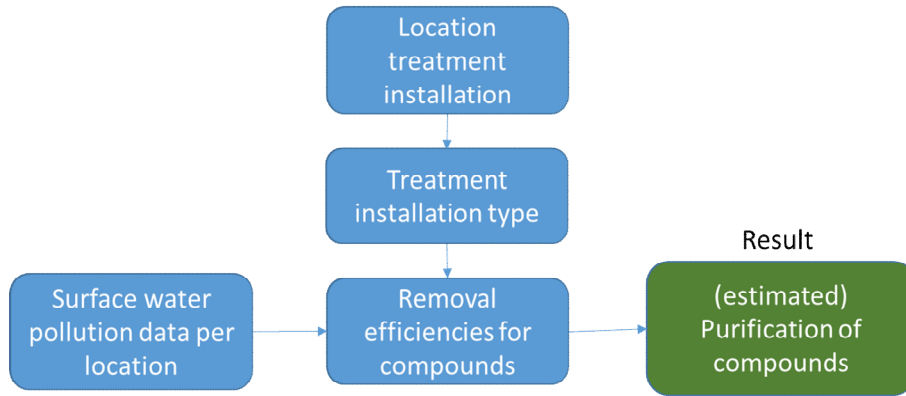 Location
treatment
installation
Treatment
installation type
Result
Surface water
pollution data per
location
Removal
efficiencies for
compounds
(estimated)
Purification of
compounds